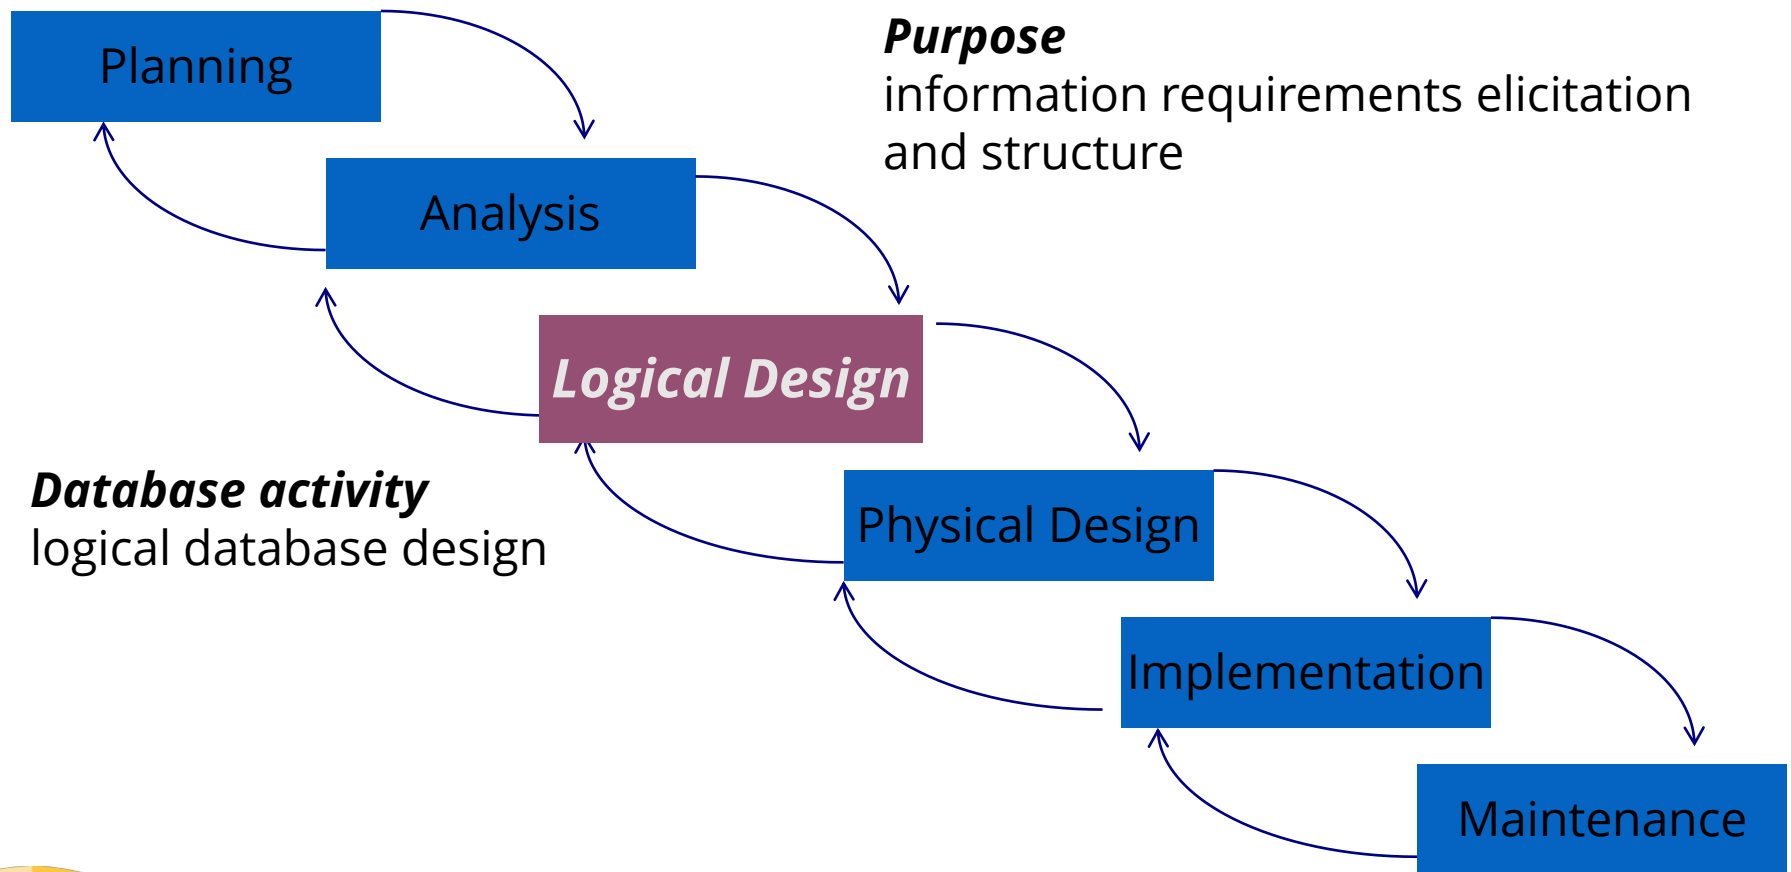 Planning
Purpose
information requirements elicitation
and structure
Analysis
Logical Design
Database activity
logical database design
Physical Design
Implementation
Maintenance